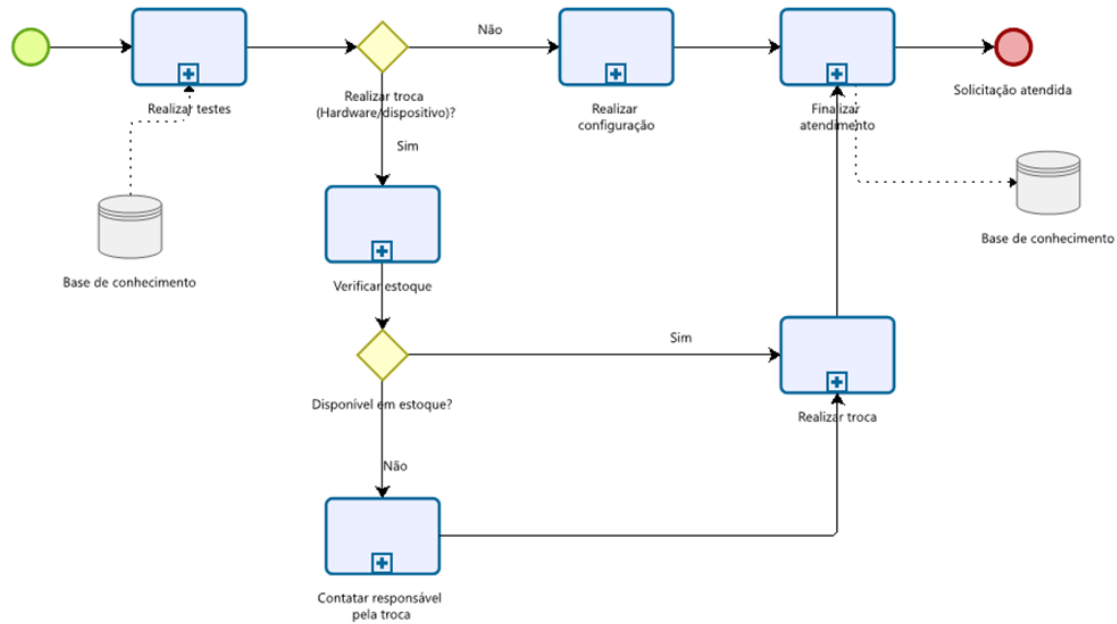 Não
Realizar testes
Realizar troca
(Hardware/dispositivo)?
Realizar
configuração
Finalizar
atendimento
Solicitação atendida
Sim
Base de conhecimento
Base de conhecimento
Verificar estoque
Sim
Disponível em estoque?
Realizar troca
Não
Contatar responsável
pela troca